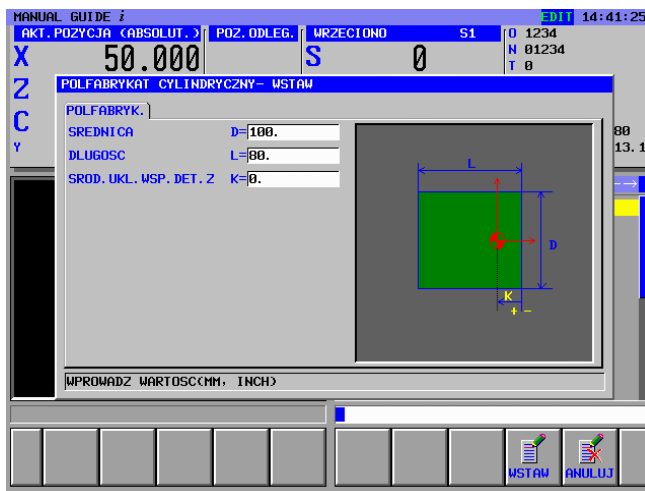 MANUAL GUIDE i EDIT 14:41:25
AKT.POZYCJA (ABSOLUT.) POZ.ODLEG. WRZECIONO S1 O 1234
X 50.000 S 0 N 01234
T 0
Z POLFABRYKAT CYLINDRYCZNY- WSTAW
POLFABRYK.
C SREDNICA D=100. 80
Y DLUGOSC L=80. 13.1
SROD.UKL.WSP.DET.Z K=0.
L
D
K
+ -
WPROWADZ WARTOSC(MM, INCH)
WSTAW ANULUJ